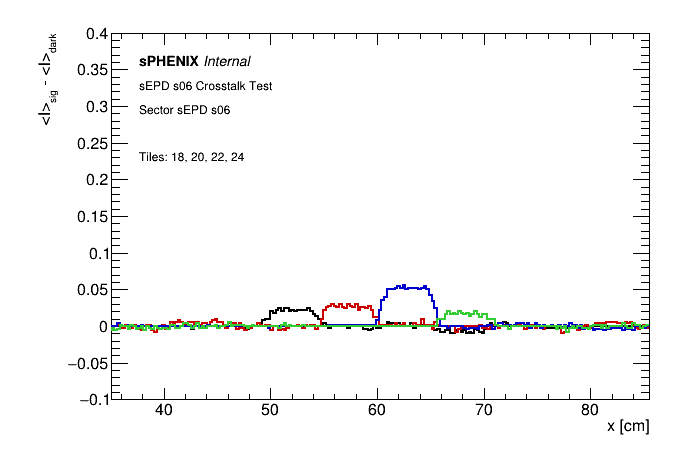 0.4
0.35
0.3
0.25
0.2
0.15
0.1
0.05
0
−0.05
−0.1
<I>sig - <I>dark
sPHENIX Internal
sEPD s06 Crosstalk Test
Sector sEPD s06
Tiles: 18, 20, 22, 24
40 50 60 70 80
x [cm]